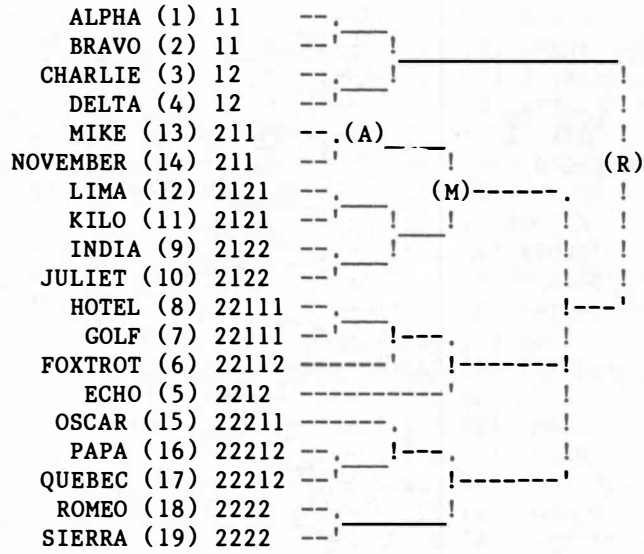 ALPHA (1) 11
BRAVO (2) 11
CHARLIE (3) 12
DELTA (4) 12
MIKE (13) 211 (A)
NOVEMBER (14) 211 (R)
LIMA (12) 2121 (M)
KILO (11) 2121
INDIA (9) 2122
JULIET (10) 2122
HOTEL (8) 22111
GOLF (7) 22111
FOXTROT (6) 22112
ECHO (5) 2212
OSCAR (15) 22211
PAPA (16) 22212
QUEBEC (17) 22212
ROMEO (18) 2222
SIERRA (19) 2222